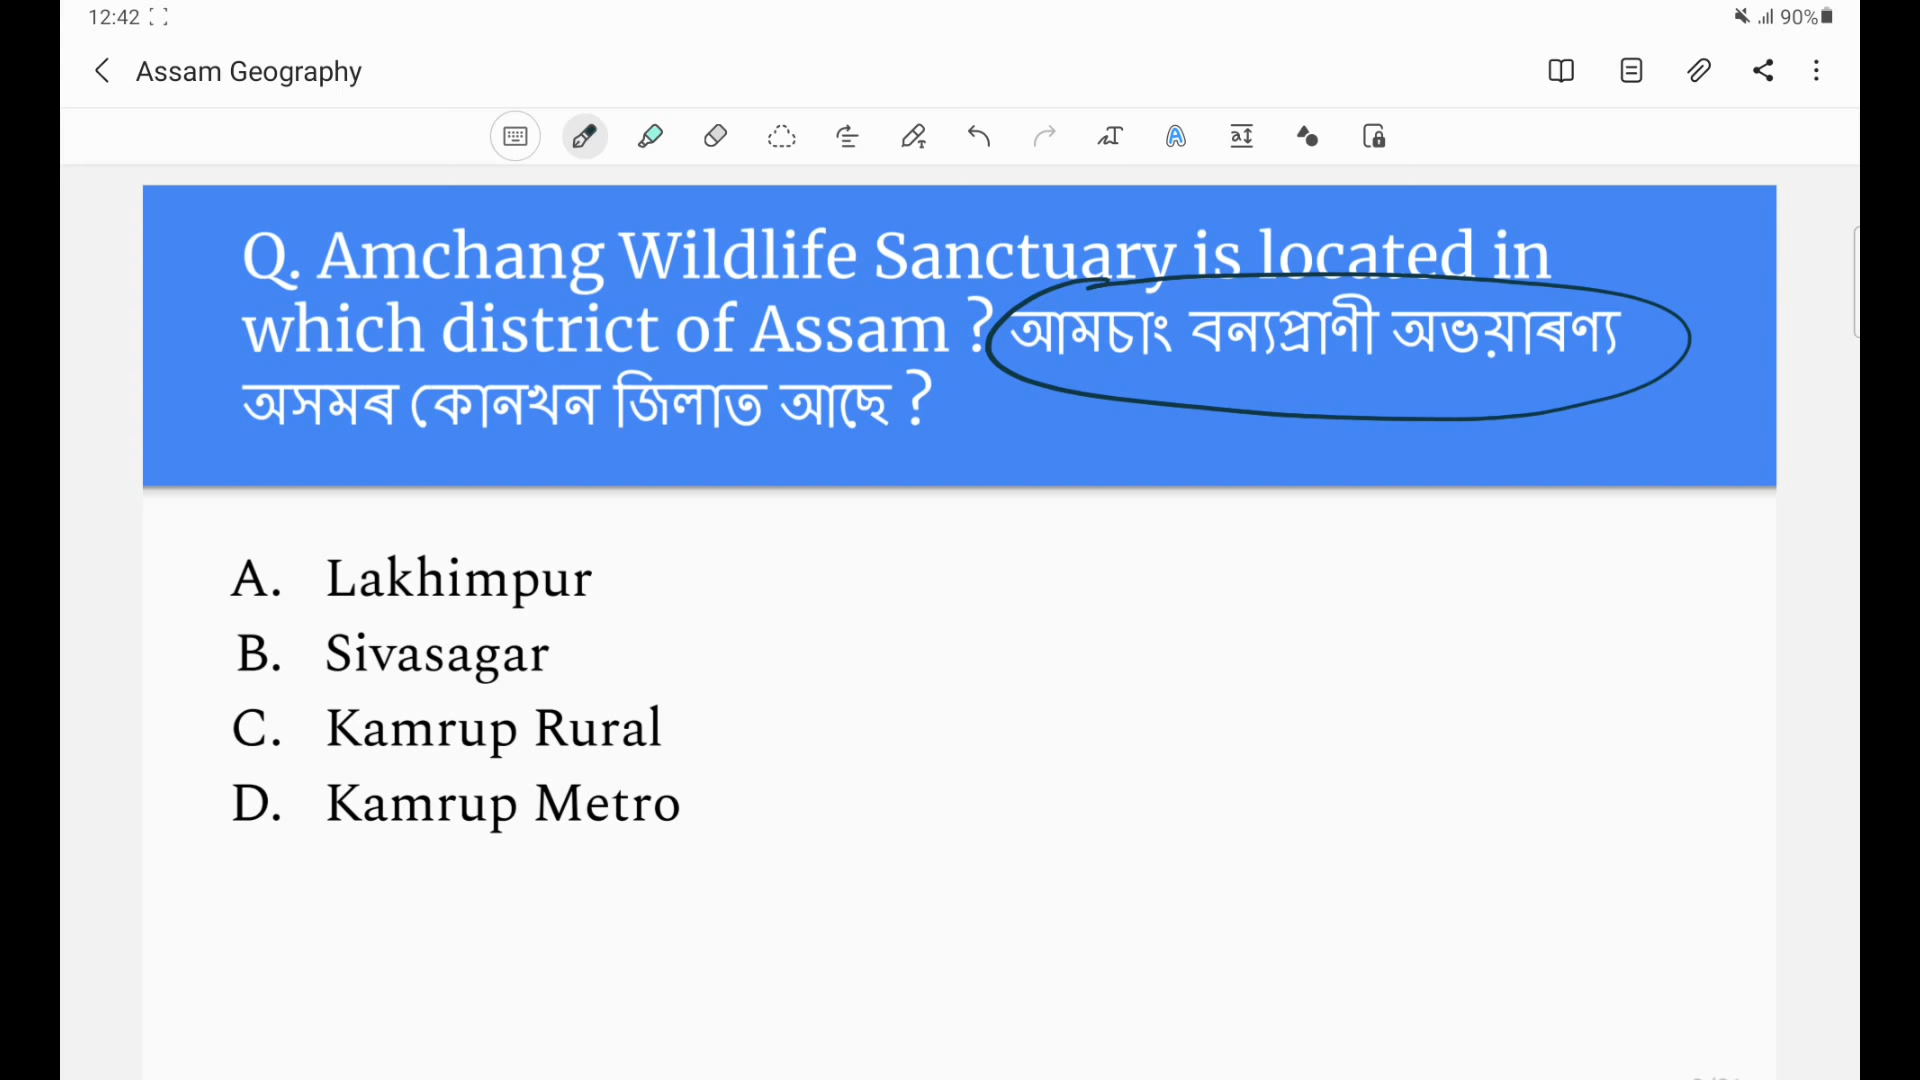 12:42
90%
Assam Geography
Q. Amchang Wildlife Sanctuary is located in
which district of Assam ? আমচাং বন্যপ্ৰাণী অভয়াৰণ্য
অসমৰ কোনখন জিলাত আছে ?
A. Lakhimpur
B. Sivasagar
C. Kamrup Rural
D. Kamrup Metro